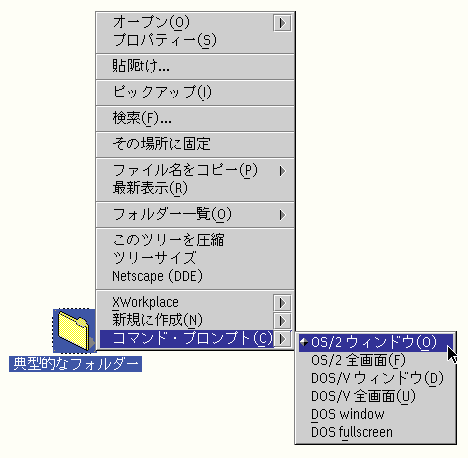 オープン(O)
プロパティー(S)
貼付け...
ピックアップ(I)
検索(F)...
その場所に固定
ファイル名をコピー(P)
最新表示(R)
フォルダー一覧(O)
このツリーを圧縮
ツリーサイズ
Netscape (DDE)
XWorkplace
新規に作成(N)
コマンド・プロンプト(C)
典型的なフォルダー
OS/2 ウィンドウ(O)
OS/2 全画面(F)
DOS/V ウィンドウ(D)
DOS/V 全画面(U)
DOS window
DOS fullscreen